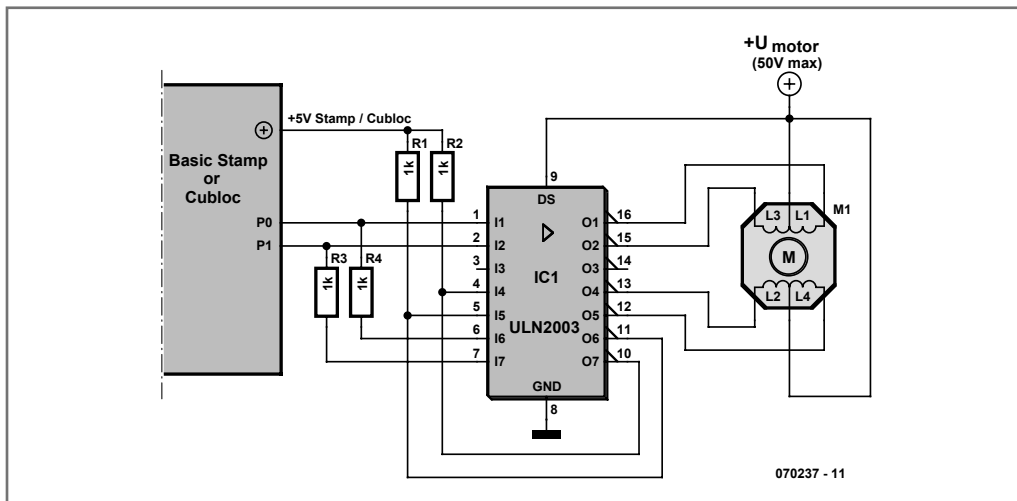 +U motor
(50V max)
+5V Stamp / Cubloc
R1 R2
1k 1k
Basic Stamp
or
Cubloc
P0
P1
R3 R4
1k 1k
9
DS
1 I1 O1 16
2 I2 O2 15
3 I3 O3 14
4 I4 O4 13
5 I5 O5 12
6 I6 O6 11
7 I7 O7 10
IC1
ULN2003
GND
8
L3 L1
M1
M
L2 L4
070237 - 11